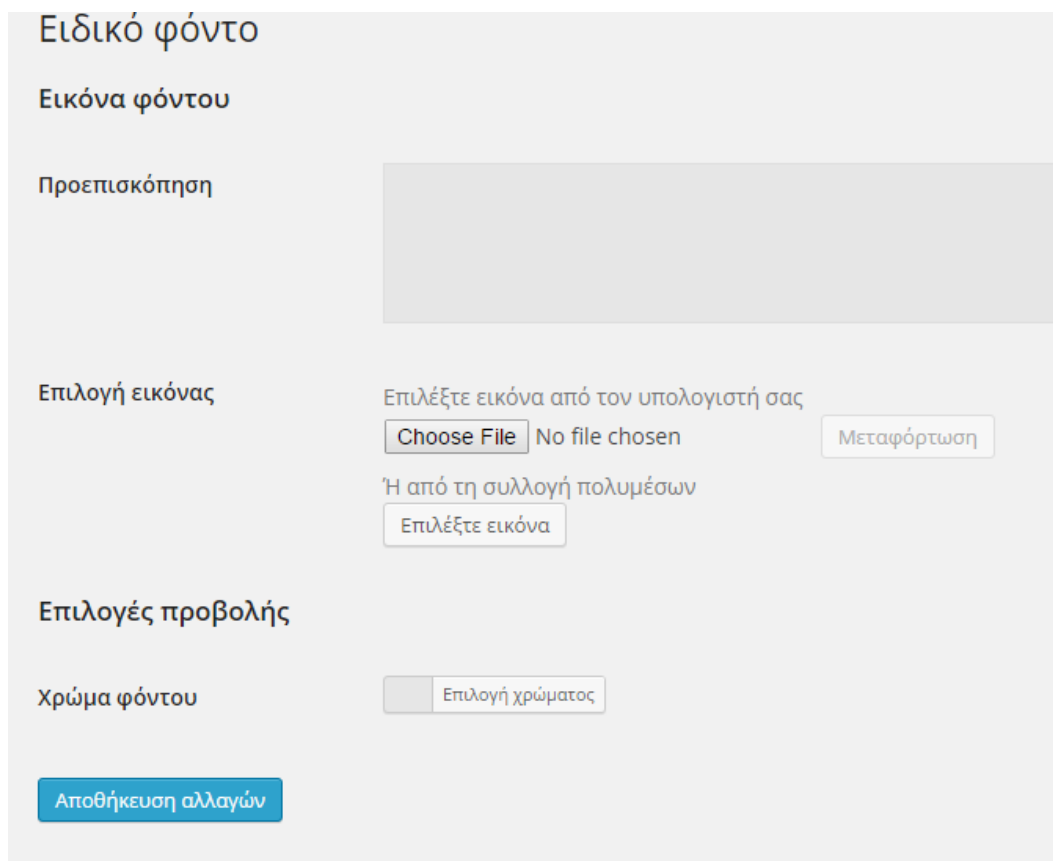 Ειδικό φόντο
Εικόνα φόντου
Προεπισκόπηση
Επιλογή εικόνας
Επιλέξτε εικόνα από τον υπολογιστή σας
Choose File No file chosen Μεταφόρτωση
Ή από τη συλλογή πολυμέσων
Επιλέξτε εικόνα
Επιλογές προβολής
Χρώμα φόντου Επιλογή χρώματος
Αποθήκευση αλλαγών